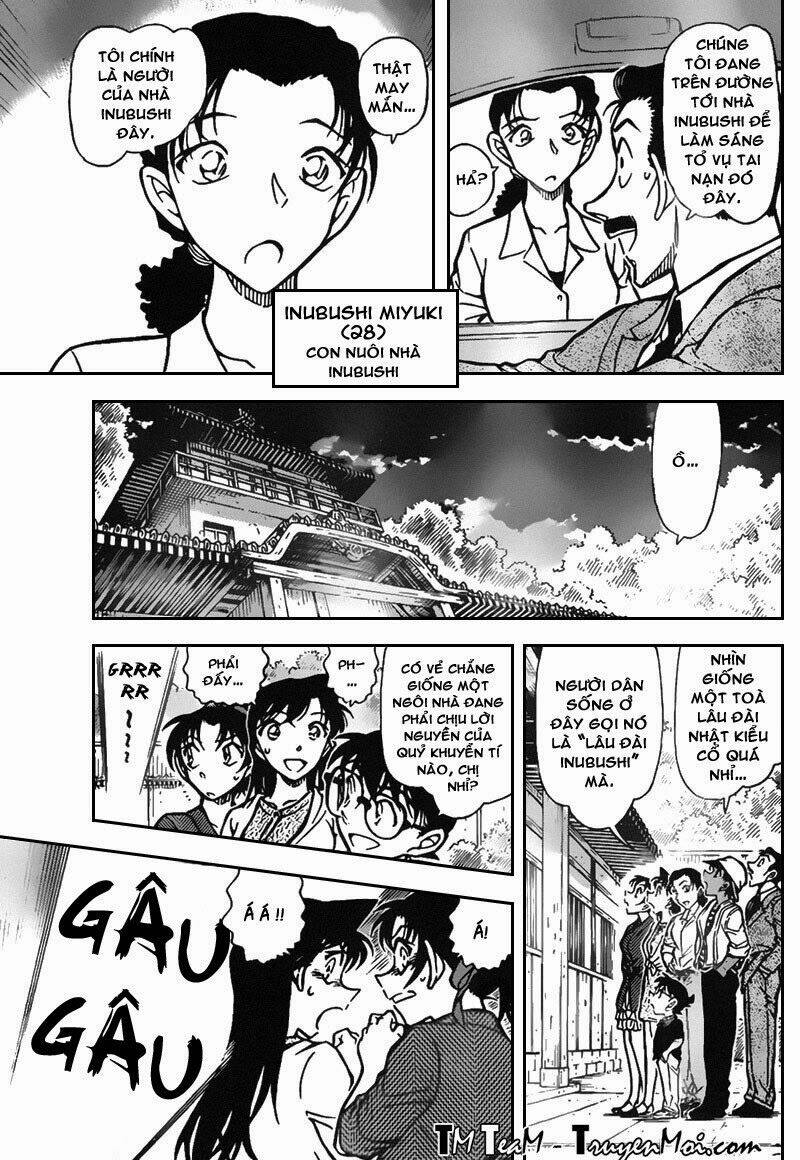 CHÚNG
TÔI ĐANG
TRÊN ĐƯỜNG
TỚI NHÀ
INUBUSHI ĐỂ
LÀM SÁNG
TỎ VỤ TAI
NẠN ĐÓ
ĐÂY.
HẢ?
THẬT
MAY
MẮN...
TÔI CHÍNH
LÀ NGƯỜI
CỦA NHÀ
INUBUSHI
ĐÂY.
INUBUSHI MIYUKI
(28)
CON NUÔI NHÀ
INUBUSHI
Ồ...
NHÌN
GIỐNG
MỘT TOÀ
LÂU ĐÀI
NHẬT KIỂU
CỔ QUÁ
NHỈ...
NGƯỜI DÂN
SỐNG Ở
ĐÂY GỌI NÓ
LÀ "LÂU ĐÀI
INUBUSHI"
MÀ.
CÓ VẺ CHẲNG
GIỐNG MỘT
NGÔI NHÀ ĐANG
PHẢI CHỊU LỜI
NGUYỀN CỦA
QUỶ KHUYỂN TÍ
NÀO, CHỊ
NHỈ?
PH-
...
PHẢI
ĐẤY...
GRRR
RR
Á!
Á Á !!
GÂU
GÂU
TM TEAM - TRUYENMOI.COM